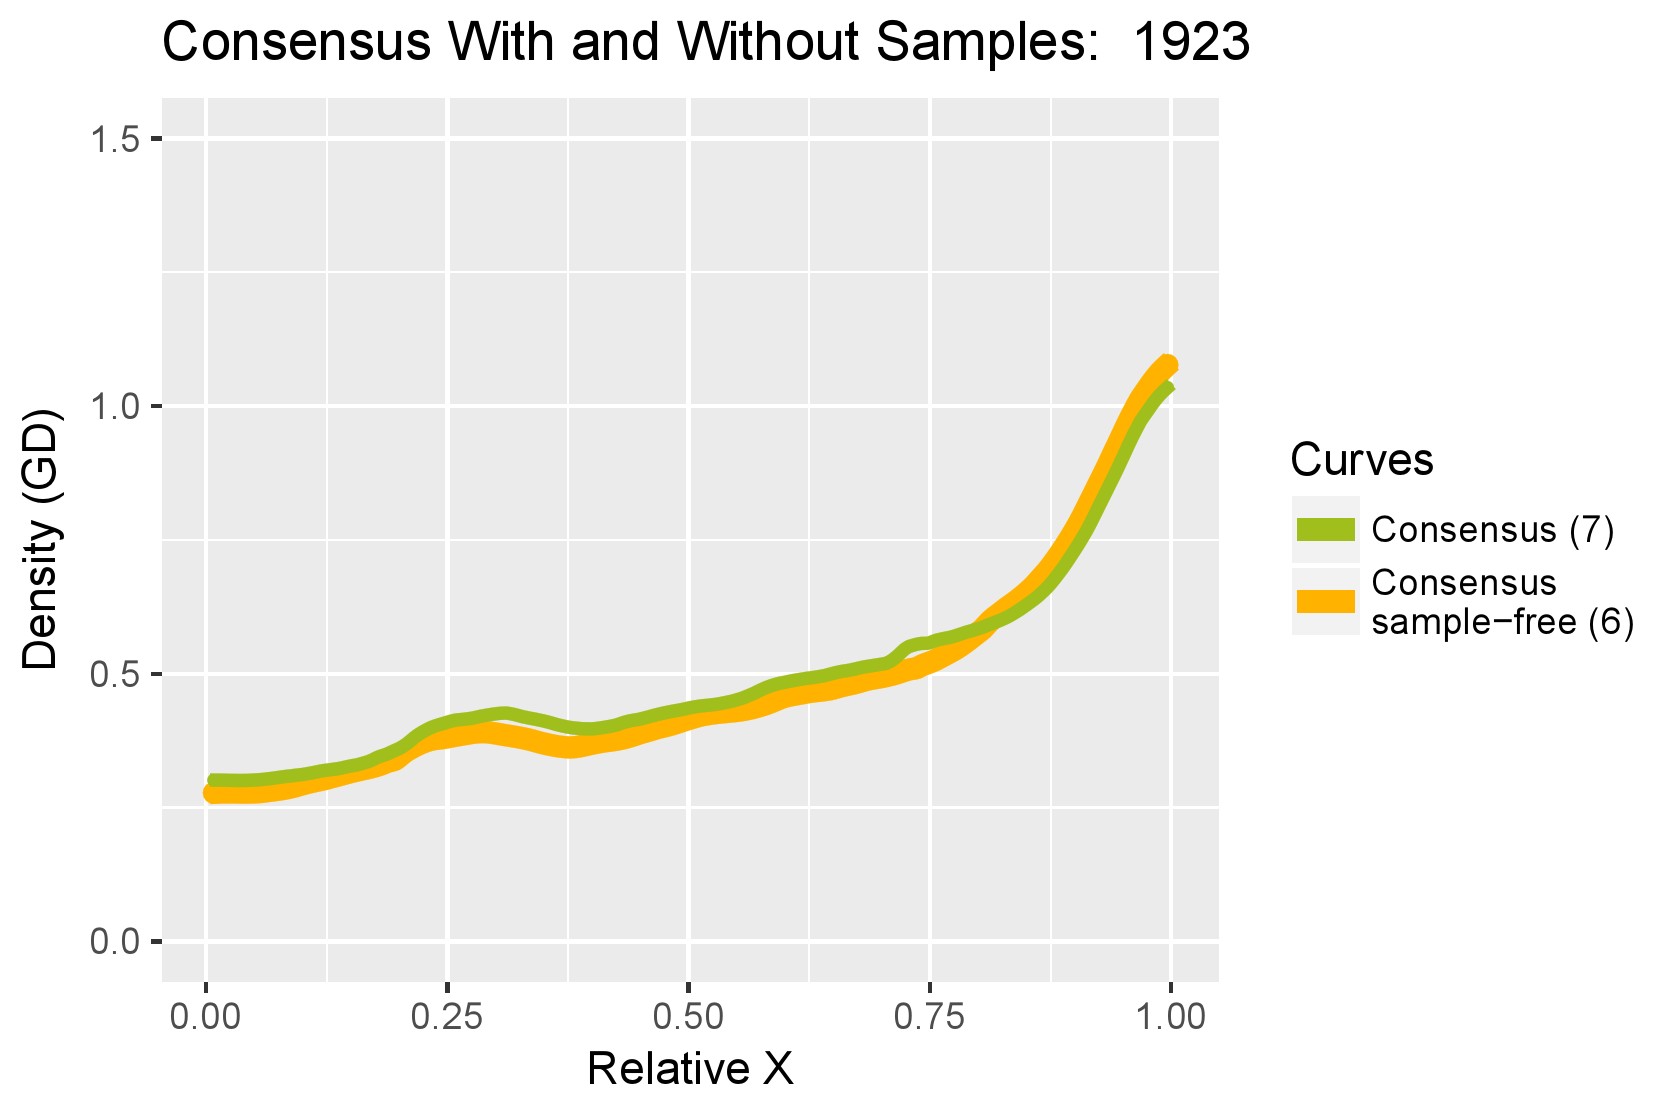 Consensus With and Without Samples:  1923
1.5
1.0
0.5
0.0
Density (GD)
0.00 0.25 0.50 0.75 1.00
Relative X
Curves
Consensus (7)
Consensus
sample−free (6)